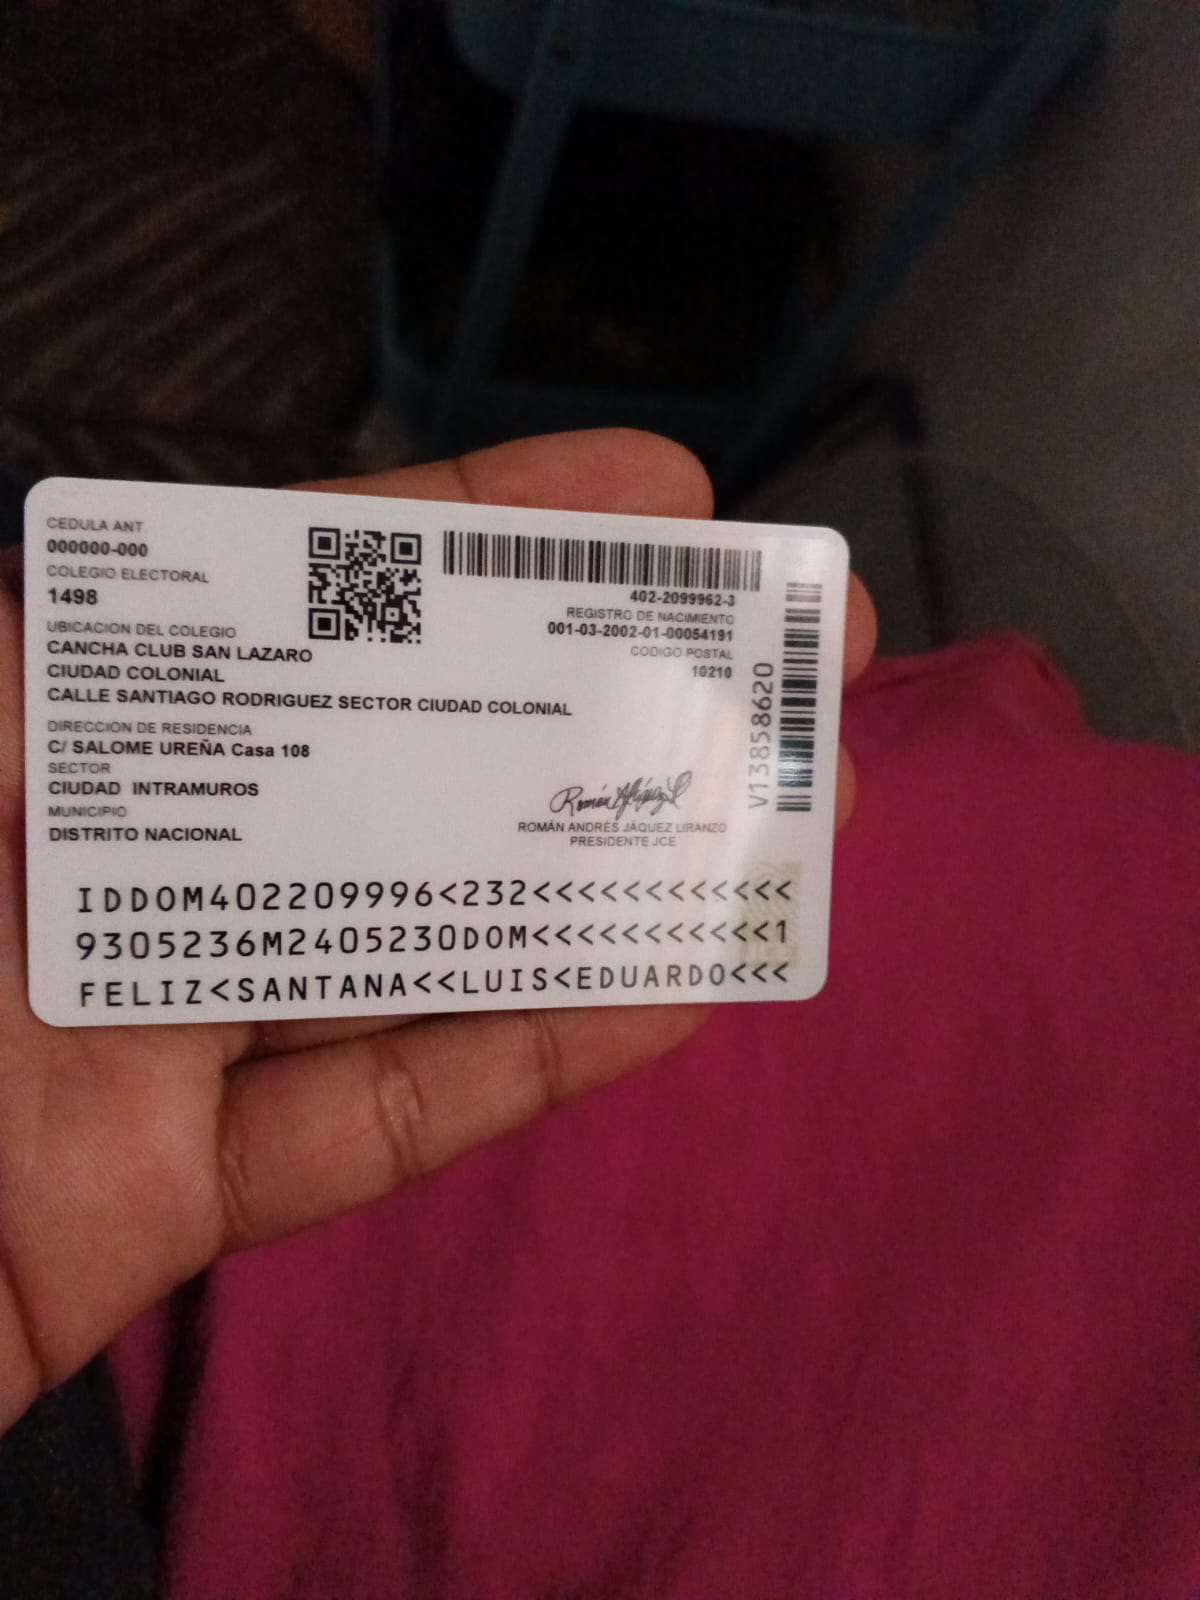 CEDULA ANT
000000-000
COLEGIO ELECTORAL
1498
UBICACION DEL COLEGIO
CANCHA CLUB SAN LAZARO
CIUDAD COLONIAL
CALLE SANTIAGO RODRIGUEZ SECTOR CIUDAD COLONIAL
DIRECCION DE RESIDENCIA
C/ SALOME UREÑA Casa 108
SECTOR
CIUDAD INTRAMUROS
MUNICIPIO
DISTRITO NACIONAL
402-2099962-3
REGISTRO DE NACIMIENTO
001-03-2002-01-00054191
CODIGO POSTAL
10210
V13858620
ROMÁN ANDRÉS JÁQUEZ LIRANZO
PRESIDENTE JCE
IDDOM402209996<232<<<<<<<<<<<<
9305236M2405230DOM<<<<<<<<<<<1
FELIZ<SANTANA<<LUIS<EDUARDO<<<